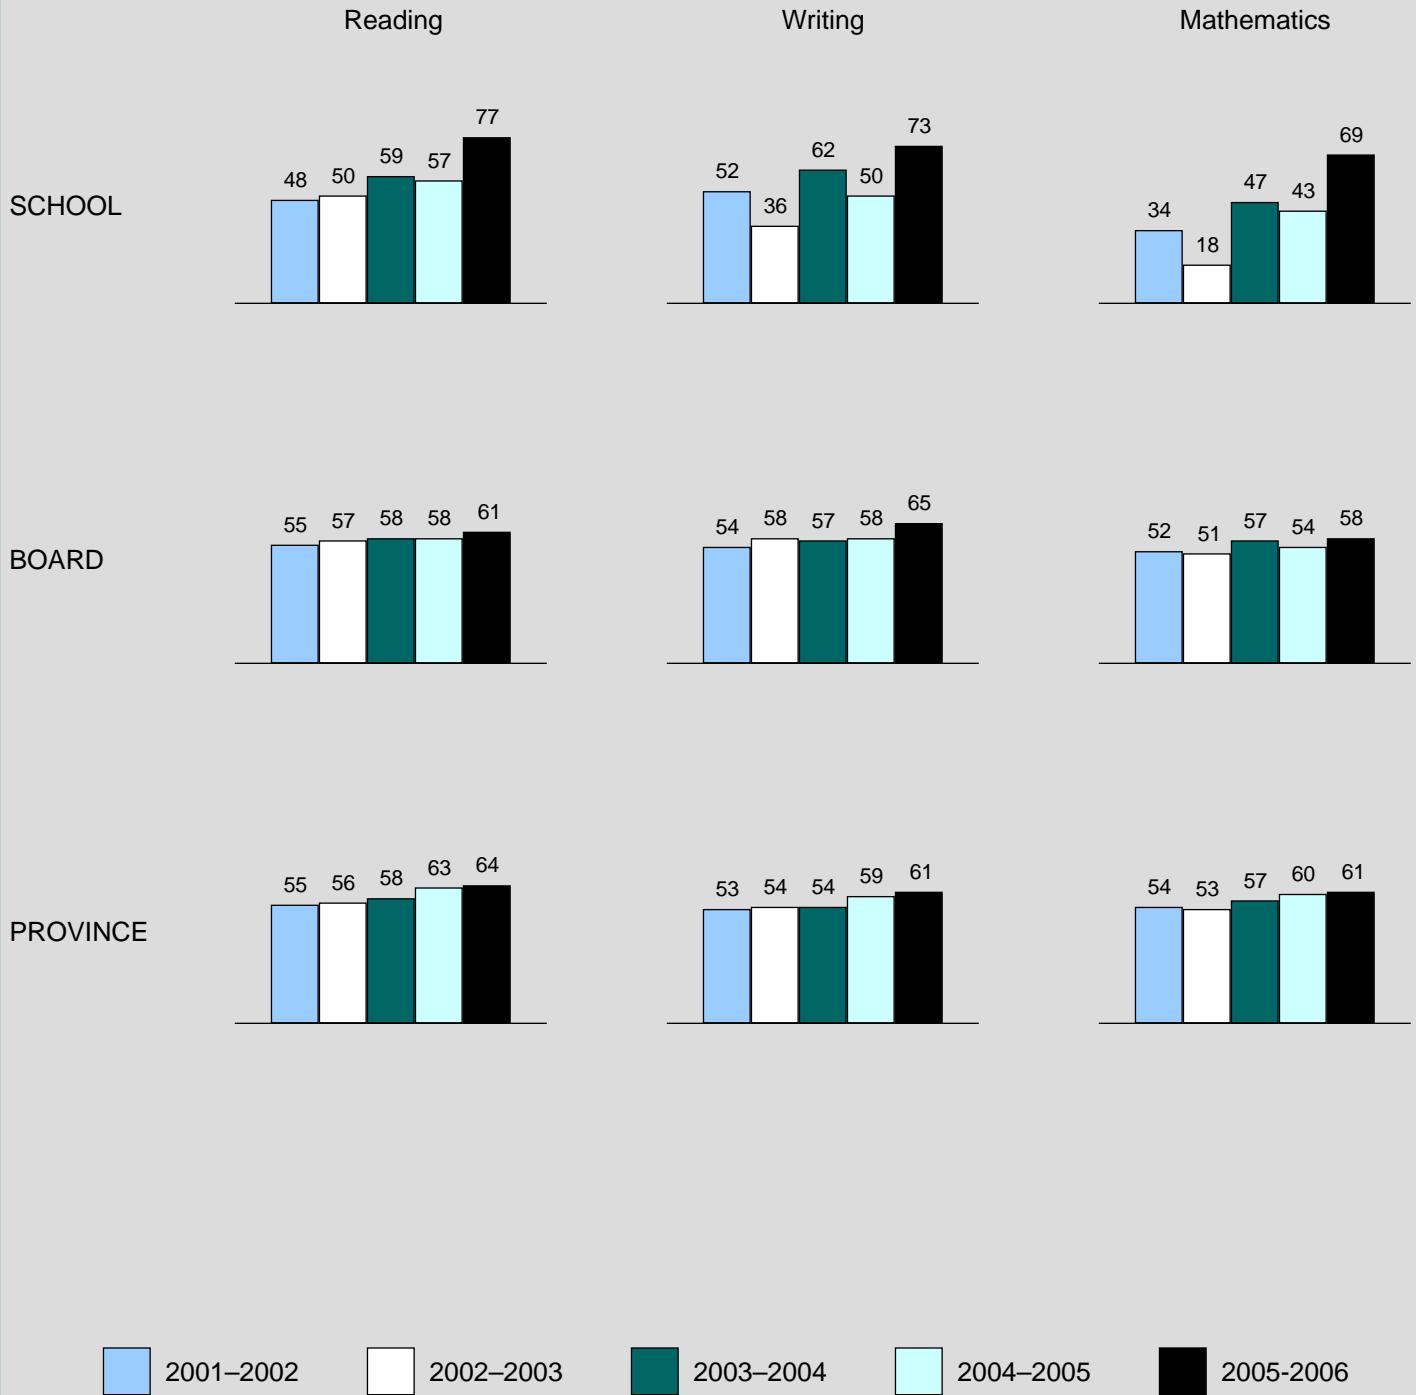 Reading Writing Mathematics
SCHOOL
48 50 59 57 77
52 36 62 50 73
34 18 47 43 69
BOARD
55 57 58 58 61
54 58 57 58 65
52 51 57 54 58
PROVINCE
55 56 58 63 64
53 54 54 59 61
54 53 57 60 61
2001–2002 2002–2003 2003–2004 2004–2005 2005-2006